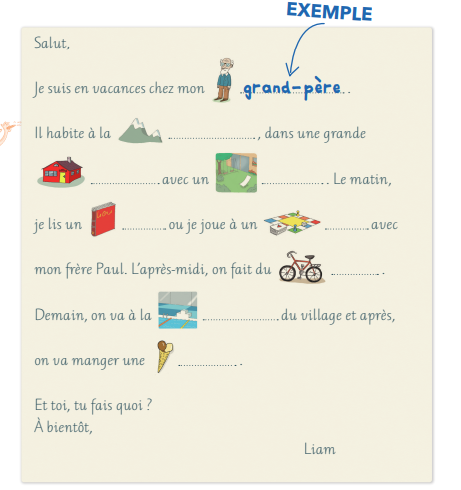 EXEMPLE
Salut,
Je suis en vacances chez mon grand-père..
Il habite à la ...................., dans une grande
.................... avec un .................... . Le matin,
je lis un ............ ou je joue à un ............ avec
mon frère Paul. L'après-midi, on fait du ............ .
Demain, on va à la .................... du village et après,
on va manger une ............... .
Et toi, tu fais quoi ?
À bientôt,
Liam